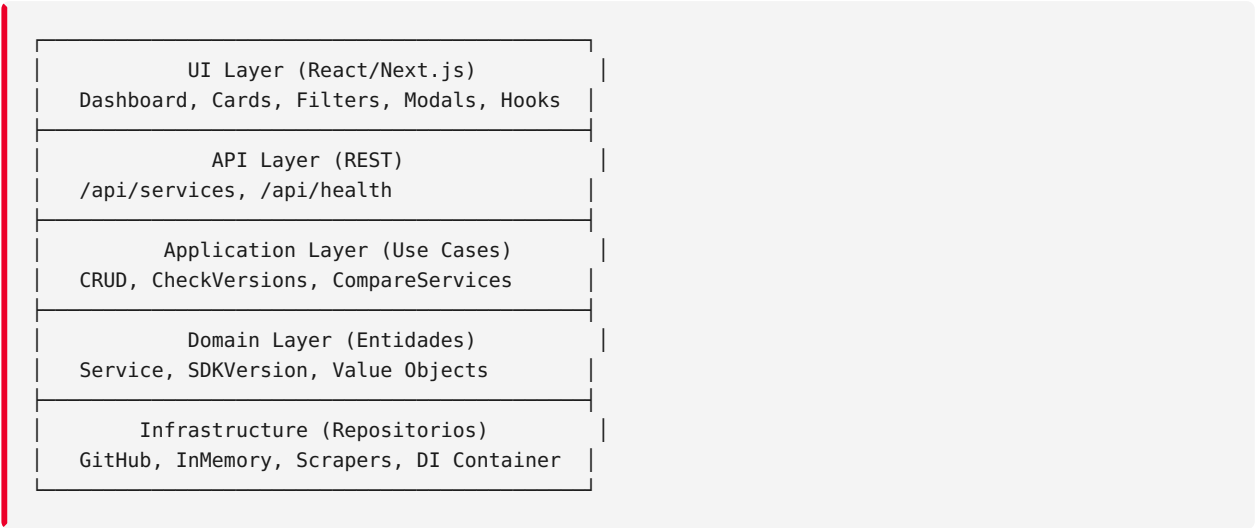 UI Layer (React/Next.js)
Dashboard, Cards, Filters, Modals, Hooks
API Layer (REST)
/api/services, /api/health
Application Layer (Use Cases)
CRUD, CheckVersions, CompareServices
Domain Layer (Entidades)
Service, SDKVersion, Value Objects
Infrastructure (Repositorios)
GitHub, InMemory, Scrapers, DI Container